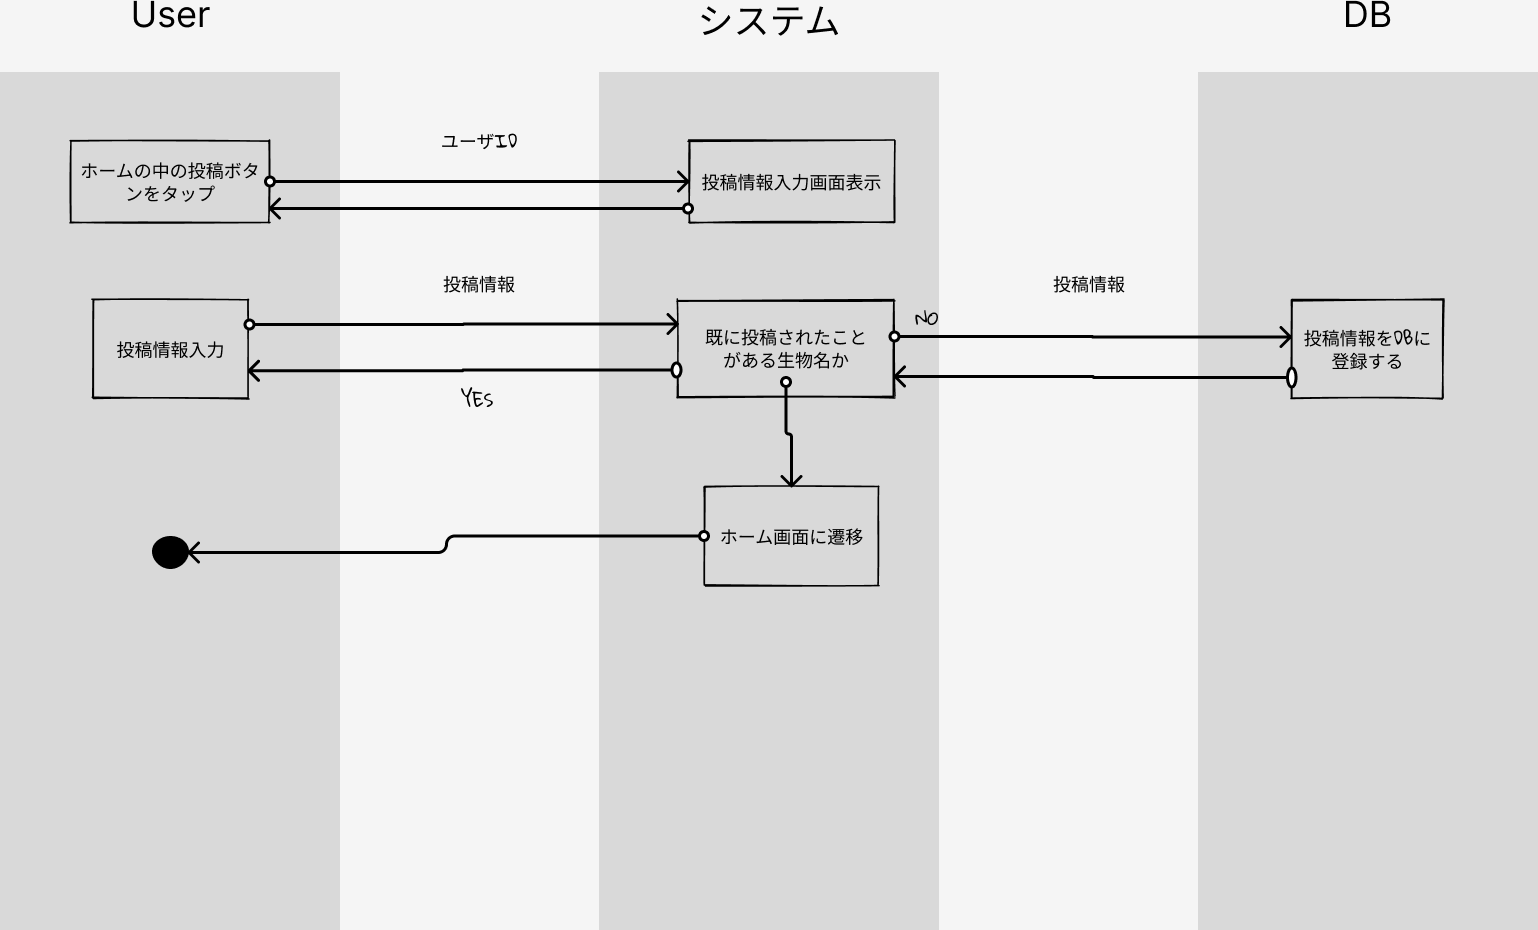 User
システム
DB
ユーザID
ホームの中の投稿ボタ
ンをタップ
投稿情報入力画面表示
投稿情報
投稿情報
NO
投稿情報入力
既に投稿されたこと
がある生物名か
投稿情報をDBに
登録する
YES
ホーム画面に遷移